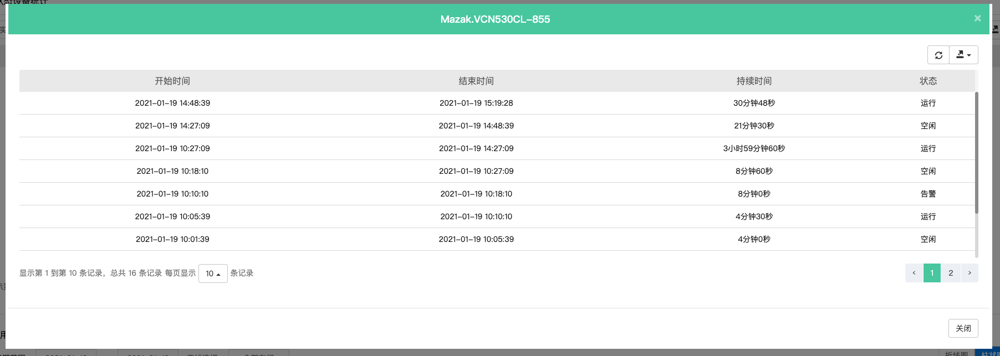 Mazak.VCN530CL-855 ×
开始时间 结束时间 持续时间 状态
2021-01-19 14:48:39 2021-01-19 15:19:28 30分钟48秒 运行
2021-01-19 14:27:09 2021-01-19 14:48:39 21分钟30秒 空闲
2021-01-19 10:27:09 2021-01-19 14:27:09 3小时59分钟60秒 运行
2021-01-19 10:18:10 2021-01-19 10:27:09 8分钟60秒 空闲
2021-01-19 10:10:10 2021-01-19 10:18:10 8分钟0秒 告警
2021-01-19 10:05:39 2021-01-19 10:10:10 4分钟30秒 运行
2021-01-19 10:01:39 2021-01-19 10:05:39 4分钟0秒 空闲
显示第 1 到第 10 条记录，总共 16 条记录 每页显示 10 条记录 ‹ 1 2 ›
关闭